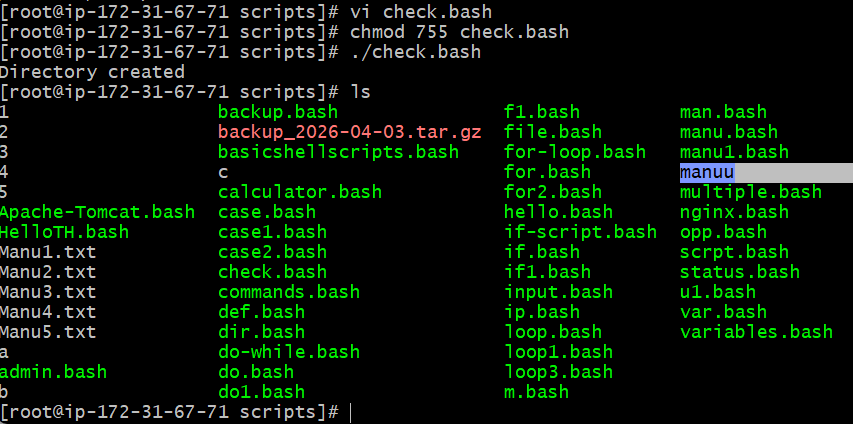 [root@ip-172-31-67-71 scripts]# vi check.bash
[root@ip-172-31-67-71 scripts]# chmod 755 check.bash
[root@ip-172-31-67-71 scripts]# ./check.bash
Directory created
[root@ip-172-31-67-71 scripts]# ls
1 backup.bash f1.bash man.bash
2 backup_2026-04-03.tar.gz file.bash manu.bash
3 basicshellscripts.bash for-loop.bash manu1.bash
4 c for.bash manuu
5 calculator.bash for2.bash multiple.bash
Apache-Tomcat.bash case.bash hello.bash nginx.bash
HelloTH.bash case1.bash if-script.bash opp.bash
Manu1.txt case2.bash if.bash scrpt.bash
Manu2.txt check.bash if1.bash status.bash
Manu3.txt commands.bash input.bash u1.bash
Manu4.txt def.bash ip.bash var.bash
Manu5.txt dir.bash loop.bash variables.bash
a do-while.bash loop1.bash
admin.bash do.bash loop3.bash
b do1.bash m.bash
[root@ip-172-31-67-71 scripts]#